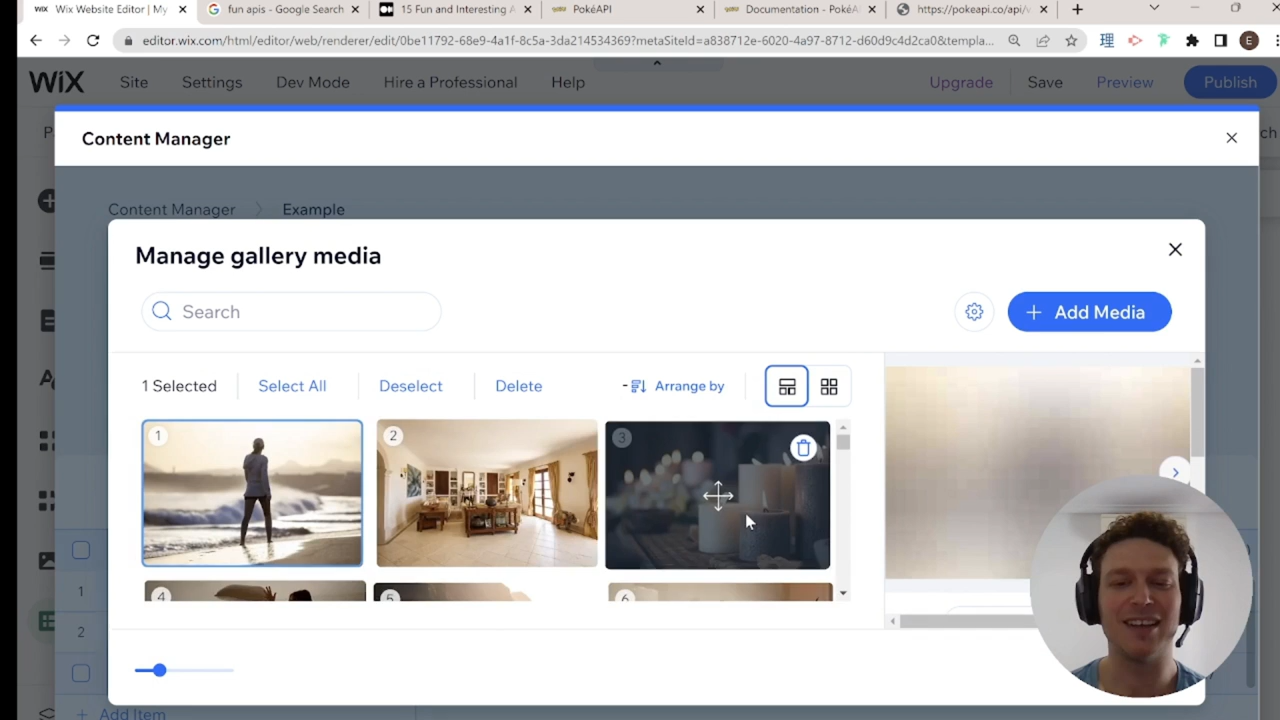 Wix Website Editor | My
fun apis - Google Search
15 Fun and Interesting A
PokéAPI
Documentation - PokéA
https://pokeapi.co/api/v
editor.wix.com/html/editor/web/renderer/edit/0be11792-68e9-4a1f-8c5a-3da214534369?metaSiteId=a838712e-6020-4a97-8712-d60d9c4d2ca0&templa...
E
WiX
Site
Settings
Dev Mode
Hire a Professional
Help
Upgrade
Save
Preview
Publish
P
ch
Content Manager
Content Manager
Example
Manage gallery media
Search
+ Add Media
1 Selected
Select All
Deselect
Delete
Arrange by
1
2
3
4
5
6
1
2
+ Add Item